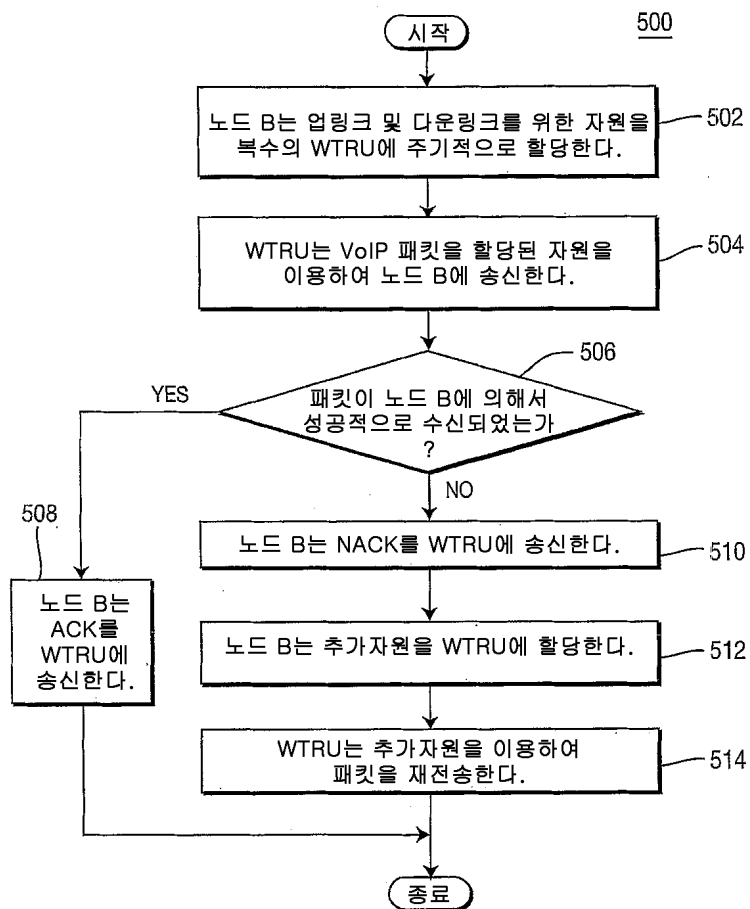 시작
500
노드 B는 업링크 및 다운링크를 위한 자원을
복수의 WTRU에 주기적으로 할당한다.
502
WTRU는 VoIP 패킷을 할당된 자원을
이용하여 노드 B에 송신한다.
504
506
패킷이 노드 B에 의해서
성공적으로 수신되었는가
?
YES
NO
508
노드 B는
ACK를
WTRU에
송신한다.
노드 B는 NACK를 WTRU에 송신한다.
510
노드 B는 추가자원을 WTRU에 할당한다.
512
WTRU는 추가자원을 이용하여
패킷을 재전송한다.
514
종료